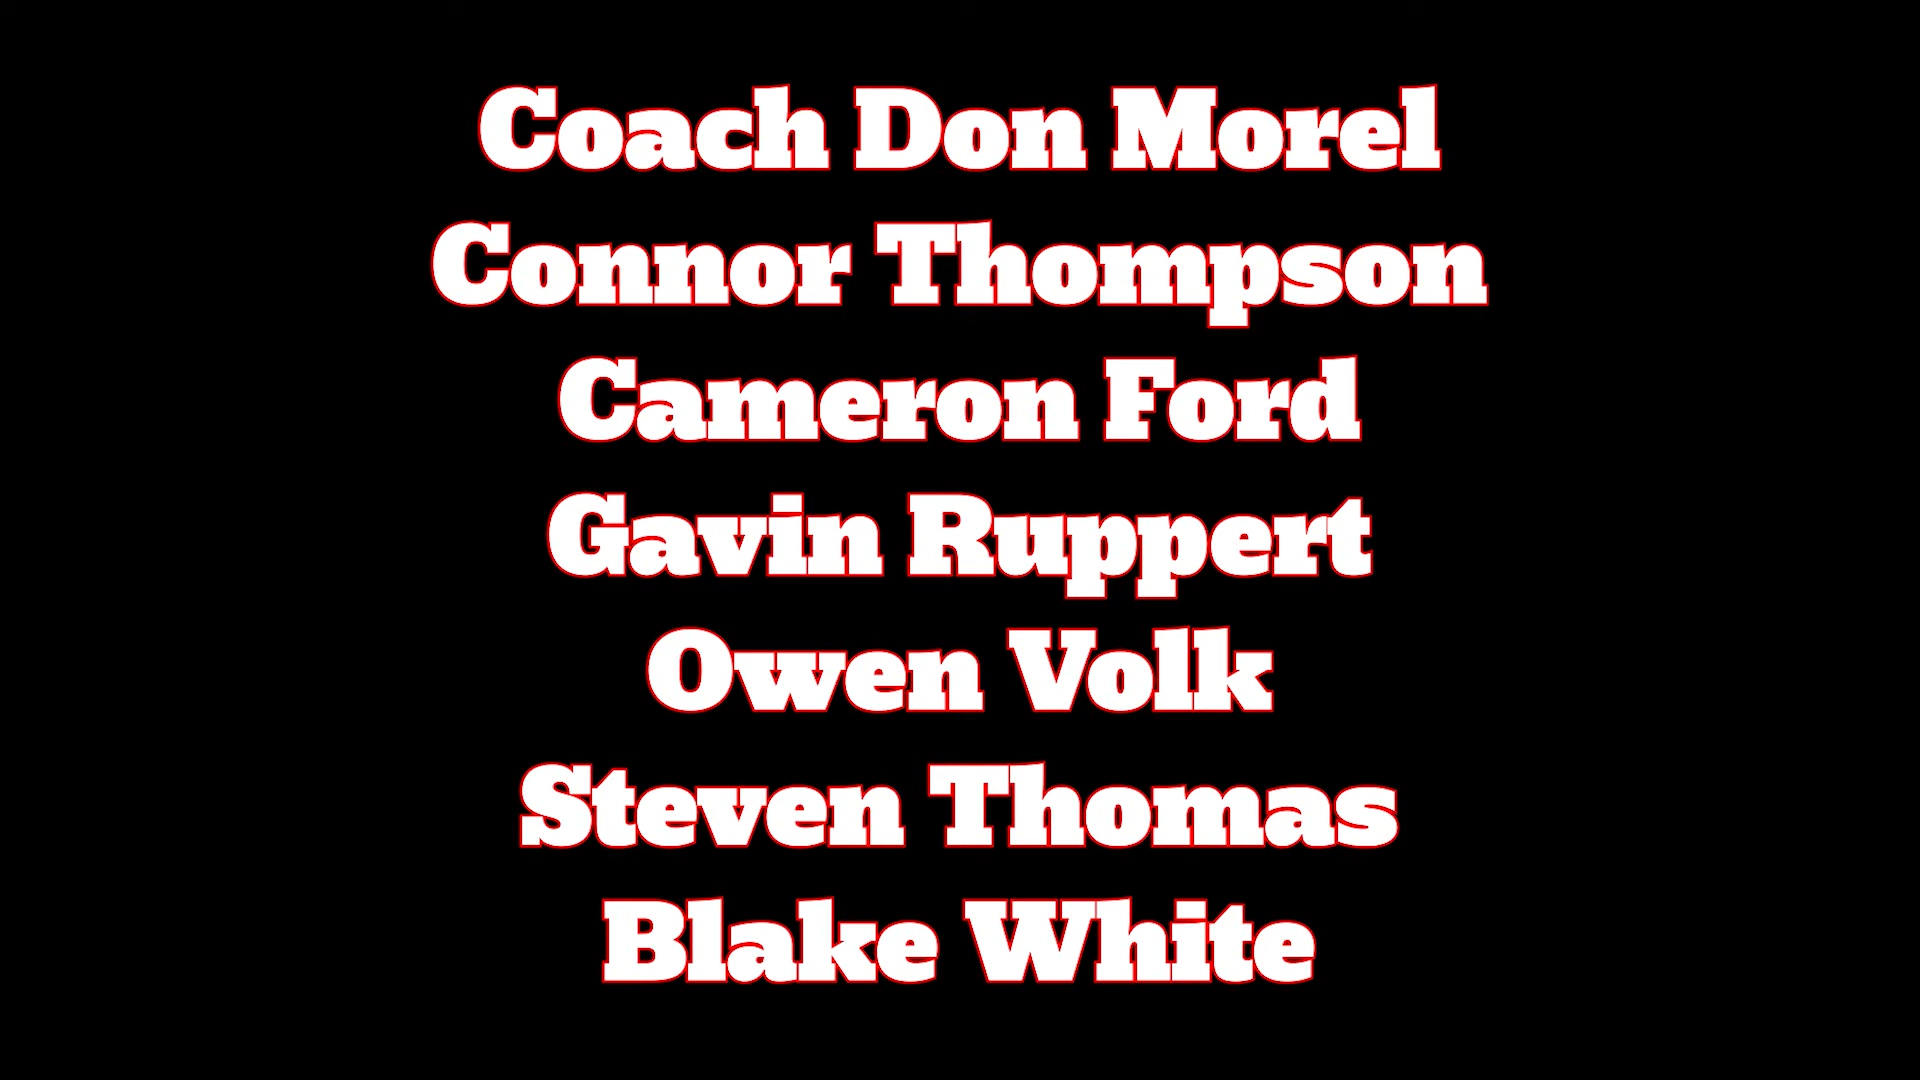 Coach Don Morel
Connor Thompson
Cameron Ford
Gavin Ruppert
Owen Volk
Steven Thomas
Blake White